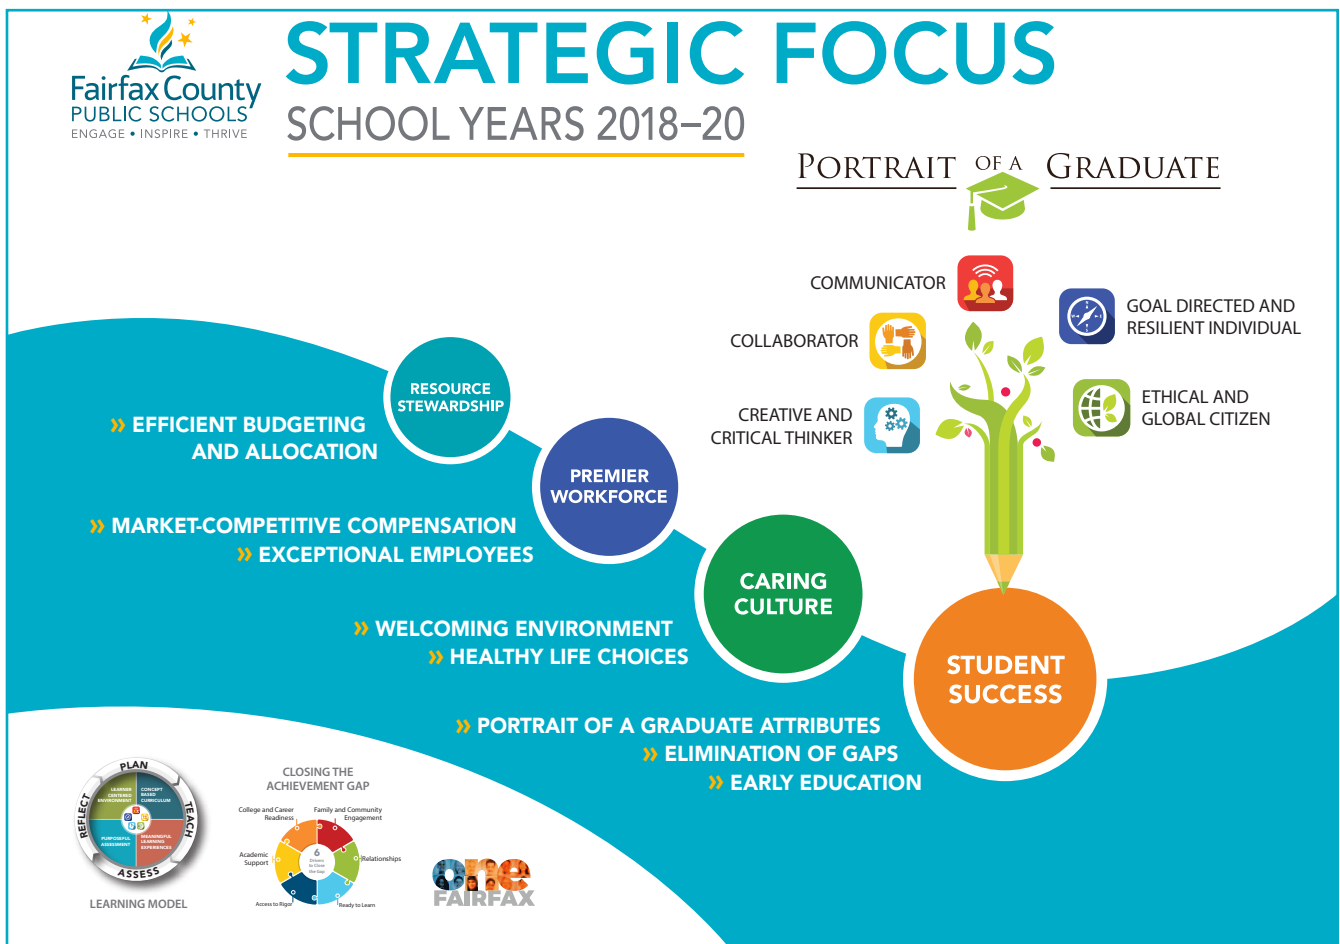 STRATEGIC FOCUS
Fairfax County
PUBLIC SCHOOLS
ENGAGE • INSPIRE • THRIVE
SCHOOL YEARS 2018–20
PORTRAIT OF A GRADUATE
COMMUNICATOR
COLLABORATOR
CREATIVE AND
CRITICAL THINKER
GOAL DIRECTED AND
RESILIENT INDIVIDUAL
ETHICAL AND
GLOBAL CITIZEN
RESOURCE
STEWARDSHIP
» EFFICIENT BUDGETING
AND ALLOCATION
PREMIER
WORKFORCE
» MARKET-COMPETITIVE COMPENSATION
» EXCEPTIONAL EMPLOYEES
CARING
CULTURE
» WELCOMING ENVIRONMENT
» HEALTHY LIFE CHOICES
STUDENT
SUCCESS
» PORTRAIT OF A GRADUATE ATTRIBUTES
» ELIMINATION OF GAPS
» EARLY EDUCATION
PLAN
TEACH
ASSESS
REFLECT
LEARNER
CENTERED
ENVIRONMENT
CONCEPT
BASED
CURRICULUM
PURPOSEFUL
ASSESSMENT
MEANINGFUL
LEARNING
EXPERIENCES
LEARNING MODEL
CLOSING THE
ACHIEVEMENT GAP
College and Career
Readiness
Family and Community
Engagement
Academic
Support
Relationships
Access to Rigor
Ready to Learn
6
Drivers
to Close
the Gap
one
FAIRFAX